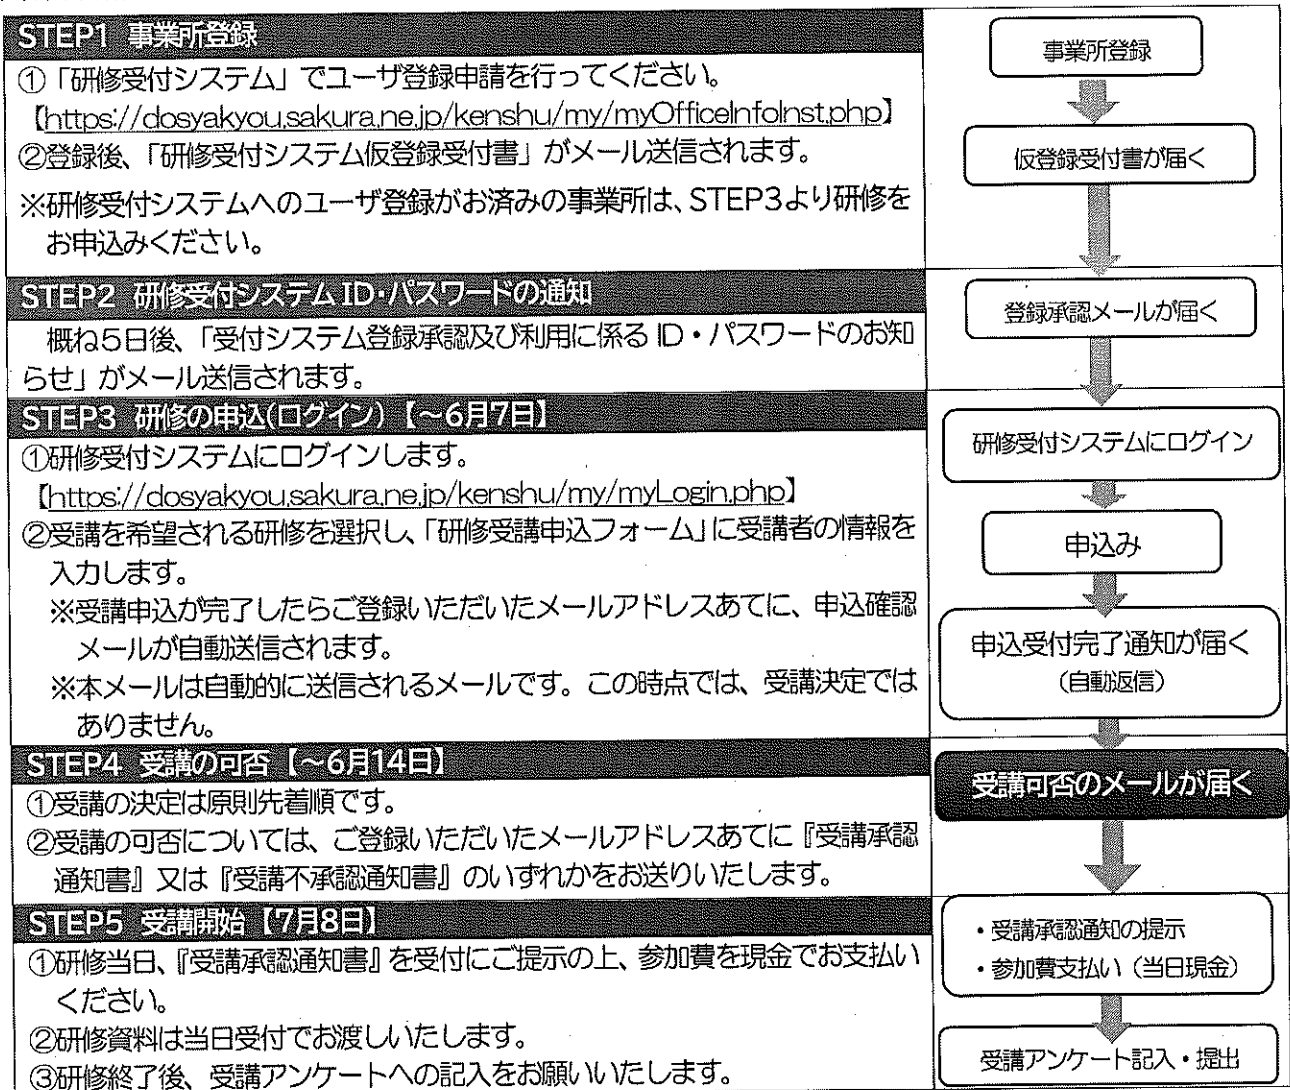 STEP1 事業所登録
①「研修受付システム」でユーザ登録申請を行ってください。
【https://dosyakyou.sakura.ne.jp/kenshu/my/myOfficeInfoInst.php】
②登録後、「研修受付システム仮登録受付書」がメール送信されます。
※研修受付システムへのユーザ登録がお済みの事業所は、STEP3より研修を
お申込みください。
STEP2 研修受付システムID・パスワードの通知
概ね5日後、「受付システム登録承認及び利用に係るID・パスワードのお知
らせ」がメール送信されます。
STEP3 研修の申込(ログイン)【～6月7日】
①研修受付システムにログインします。
【https://dosyakyou.sakura.ne.jp/kenshu/my/myLogin.php】
②受講を希望される研修を選択し、「研修受講申込フォーム」に受講者の情報を
入力します。
※受講申込が完了したらご登録いただいたメールアドレスあてに、申込確認
メールが自動送信されます。
※本メールは自動的に送信されるメールです。この時点では、受講決定では
ありません。
STEP4 受講の可否【～6月14日】
①受講の決定は原則先着順です。
②受講の可否については、ご登録いただいたメールアドレスあてに『受講承認
通知書』又は『受講不承認通知書』のいずれかをお送りいたします。
STEP5 受講開始【7月8日】
①研修当日、『受講承認通知書』を受付にご提示の上、参加費を現金でお支払い
ください。
②研修資料は当日受付でお渡しいたします。
③研修終了後、受講アンケートへの記入をお願いいたします。
事業所登録
仮登録受付書が届く
登録承認メールが届く
研修受付システムにログイン
申込み
申込受付完了通知が届く
(自動返信)
受講可否のメールが届く
・受講承認通知の提示
・参加費支払い(当日現金)
受講アンケート記入・提出